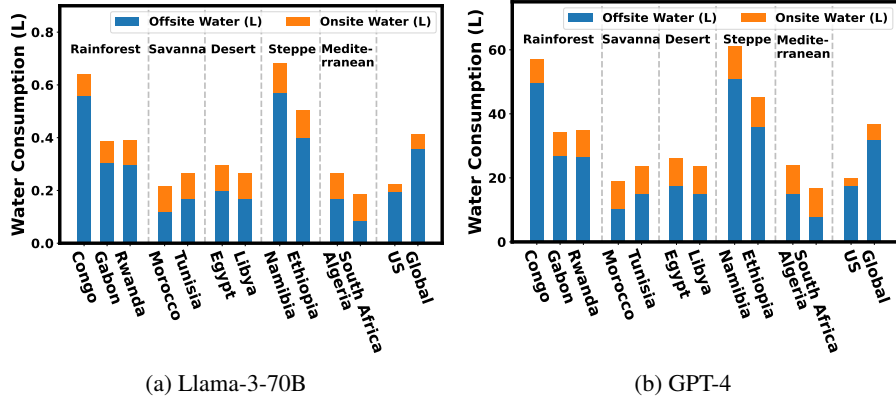 Offsite Water (L) Onsite Water (L)
Rainforest Savanna Desert Steppe Medite-
rranean
Water Consumption (L)
0.8
0.6
0.4
0.2
0.0
Congo
Gabon
Rwanda
Morocco
Tunisia
Egypt
Libya
Namibia
Ethiopia
Algeria
South Africa
US
Global
(a) Llama-3-70B
Offsite Water (L) Onsite Water (L)
Rainforest Savanna Desert Steppe Medite-
rranean
Water Consumption (L)
60
40
20
0
Congo
Gabon
Rwanda
Morocco
Tunisia
Egypt
Libya
Namibia
Ethiopia
Algeria
South Africa
US
Global
(b) GPT-4